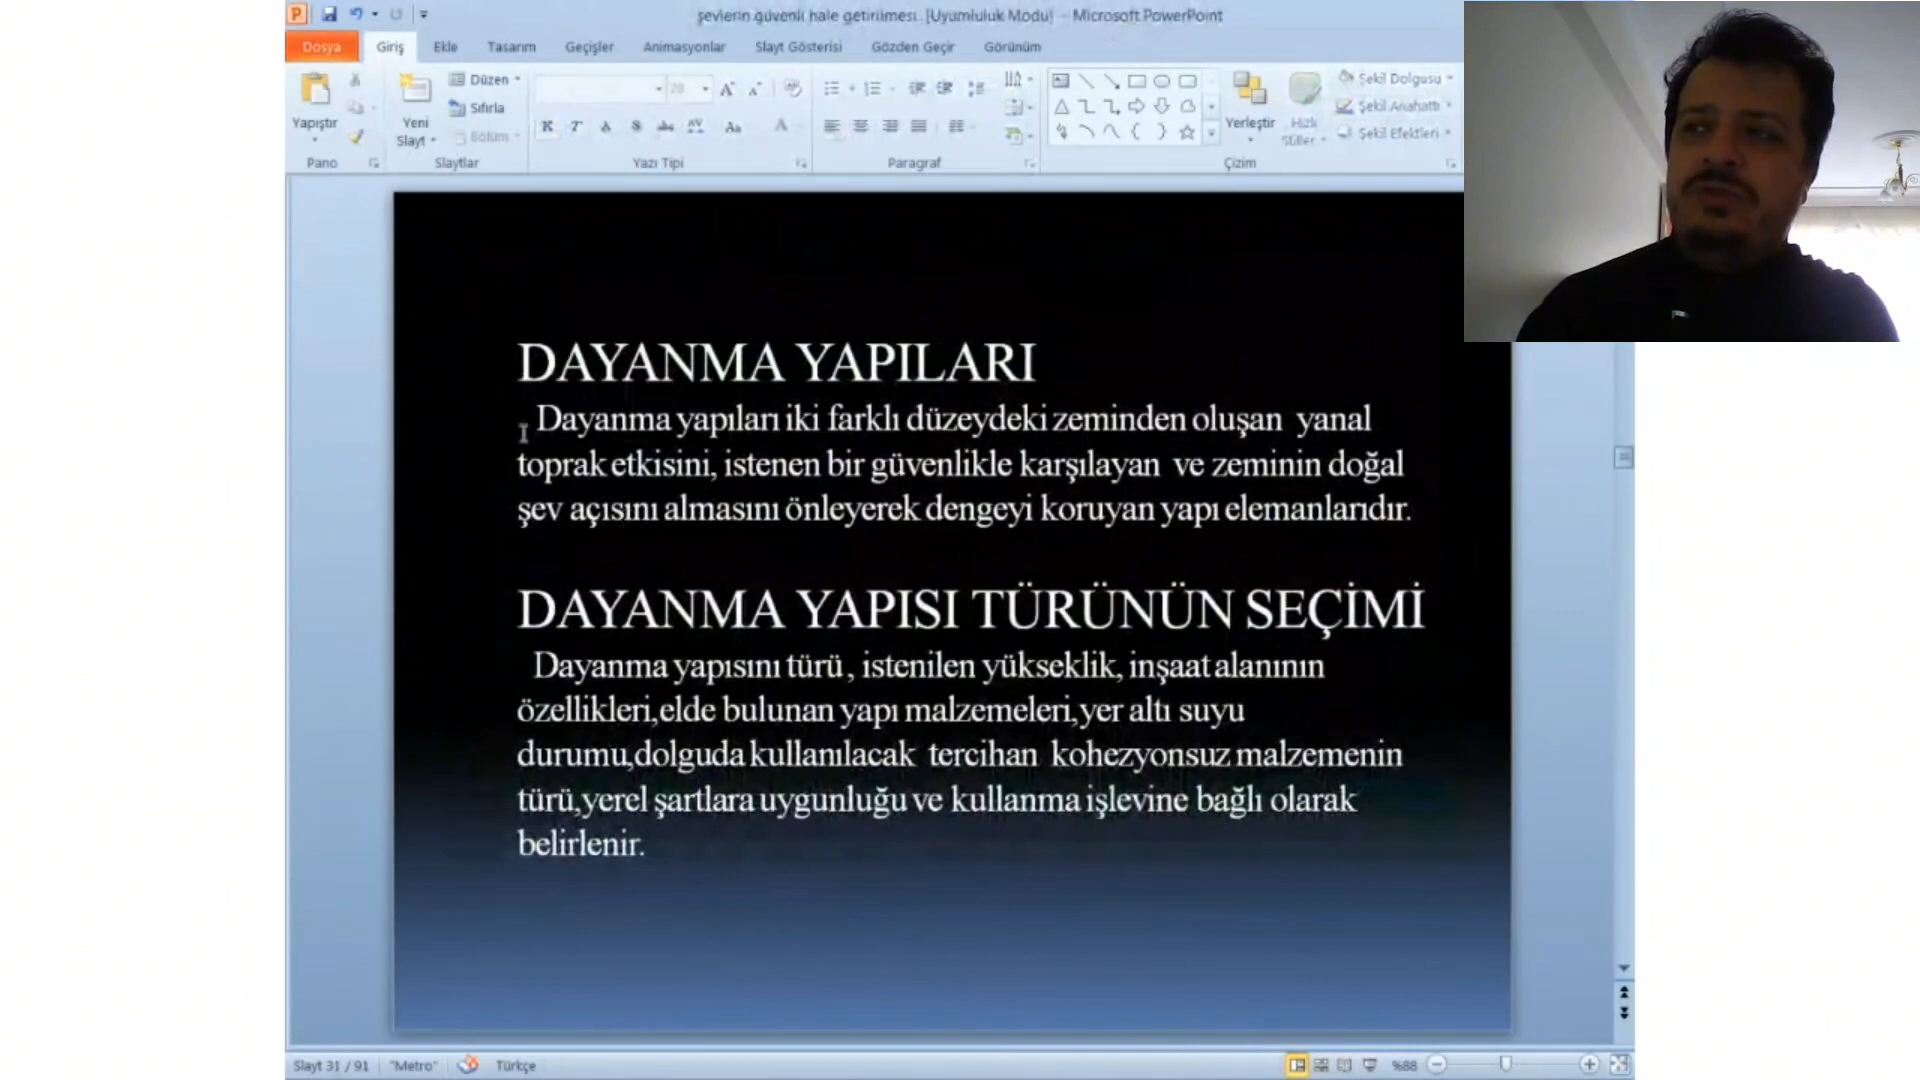 şevlerin güvenli hale getirilmesi. [Uyumluluk Modu] - Microsoft PowerPoint
Dosya Giriş Ekle Tasarım Geçişler Animasyonlar Slayt Gösterisi Gözden Geçir Görünüm
Yapıştır
Yeni Slayt
Düzen
Sıfırla
Bölüm
28
Yerleştir
Hızlı Stiller
Şekil Dolgusu
Şekil Anahattı
Şekil Efektleri
Pano Slaytlar Yazı Tipi Paragraf Çizim
DAYANMA YAPILARI
Dayanma yapıları iki farklı düzeydeki zeminden oluşan yanal
toprak etkisini, istenen bir güvenlikle karşılayan ve zeminin doğal
şev açısını almasını önleyerek dengeyi koruyan yapı elemanlarıdır.
DAYANMA YAPISI TÜRÜNÜN SEÇİMİ
Dayanma yapısını türü , istenilen yükseklik, inşaat alanının
özellikleri,elde bulunan yapı malzemeleri,yer altı suyu
durumu,dolguda kullanılacak tercihan kohezyonsuz malzemenin
türü,yerel şartlara uygunluğu ve kullanma işlevine bağlı olarak
belirlenir.
Slayt 31 / 91 "Metro" Türkçe %88